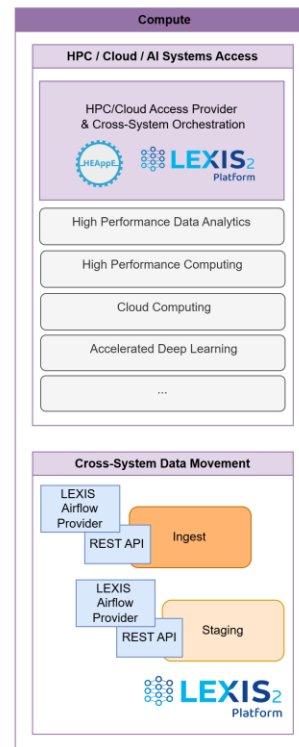 Compute
HPC / Cloud / AI Systems Access
HPC/Cloud Access Provider
& Cross-System Orchestration
HEAppE
LEXIS2
Platform
High Performance Data Analytics
High Performance Computing
Cloud Computing
Accelerated Deep Learning
...
Cross-System Data Movement
LEXIS
Airflow
Provider
REST API
Ingest
LEXIS
Airflow
Provider
REST API
Staging
LEXIS2
Platform